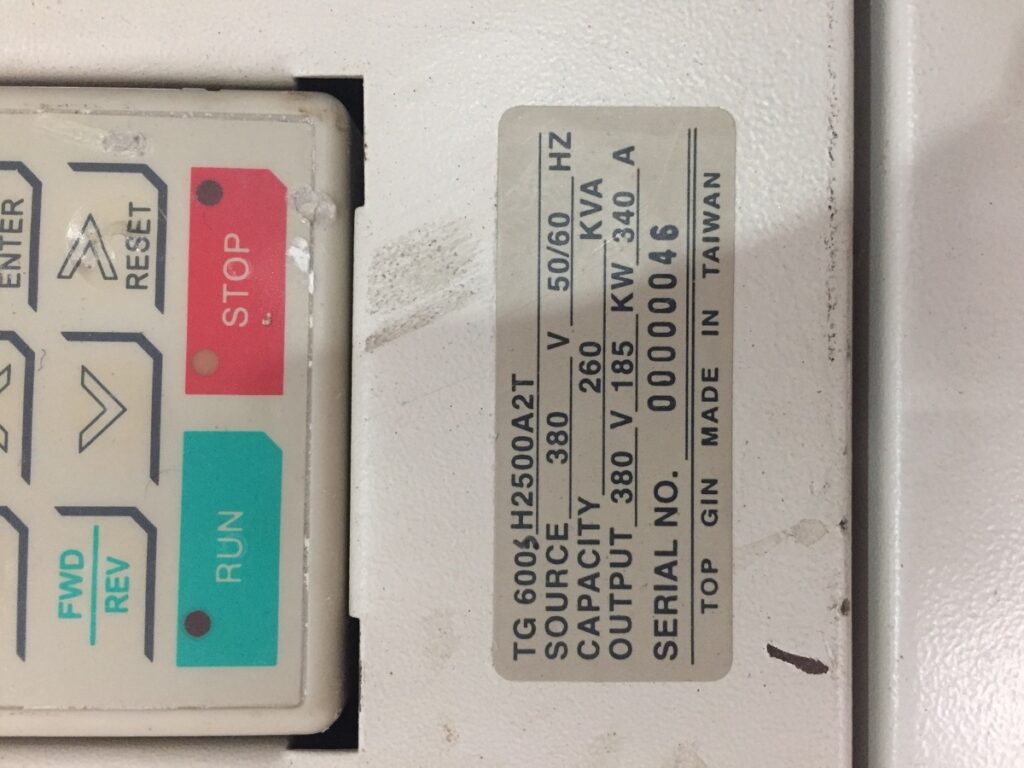 ENTER
RESET
FWD
REV
STOP
RUN
TG 600S H2500A2T
SOURCE 380 V 50/60 HZ
CAPACITY 260 KVA
OUTPUT 380 V 185 KW 340 A
SERIAL NO. 00000046
TOP GIN MADE IN TAIWAN